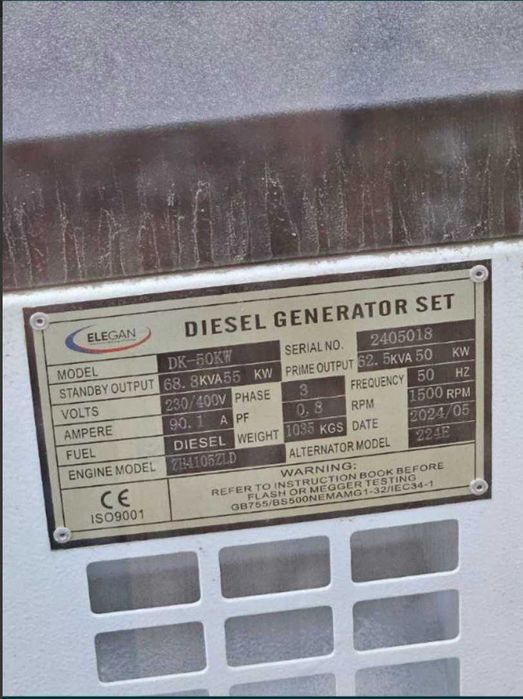 ELEGAN
DIESEL GENERATOR SET
MODEL DK-50KW SERIAL NO. 2405018
STANDBY OUTPUT 68.8KVA55 KW PRIME OUTPUT 62.5KVA 50 KW
VOLTS 230/400V PHASE 3 FREQUENCY 50 HZ
AMPERE 90.1 A PF 0.8 RPM 1500 RPM
FUEL DIESEL WEIGHT 1035 KGS DATE 2024/05
ENGINE MODEL ZH4105ZLD ALTERNATOR MODEL 224E
CE
ISO9001
WARNING:
REFER TO INSTRUCTION BOOK BEFORE
FLASH OR MEGGER TESTING
GB755/BS500NEMAMG1-32/IEC34-1